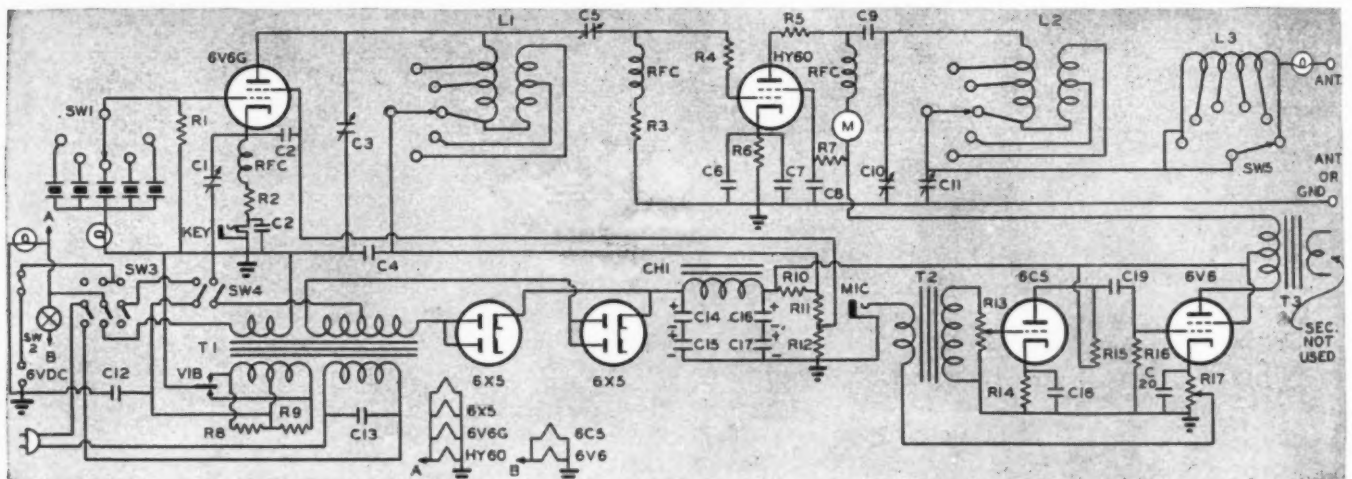 L1
C5
R5
C9
L2
L3
6V6G
HY60
R4
RFC
RFC
ANT.
SW1
R1
C2
C3
R3
R6
R7
M
C1
RFC
C6
C7
C8
C10
C11
SW5
ANT
OR
GND
R2
C2
A
KEY
C4
SW3
SW4
CH1
R10
MIC
T2
6C5
C19
6V6
T3
SW
2
B
6VDC
T1
C14
C16
R11
C15
C17
R12
R13
R15
R16
SEC.
NOT
USED
C12
VIB
6X5
6X5
R14
C18
C
20
R17
R8
R9
C13
6X5
6V6G
HY60
A
6C5
6V6
B